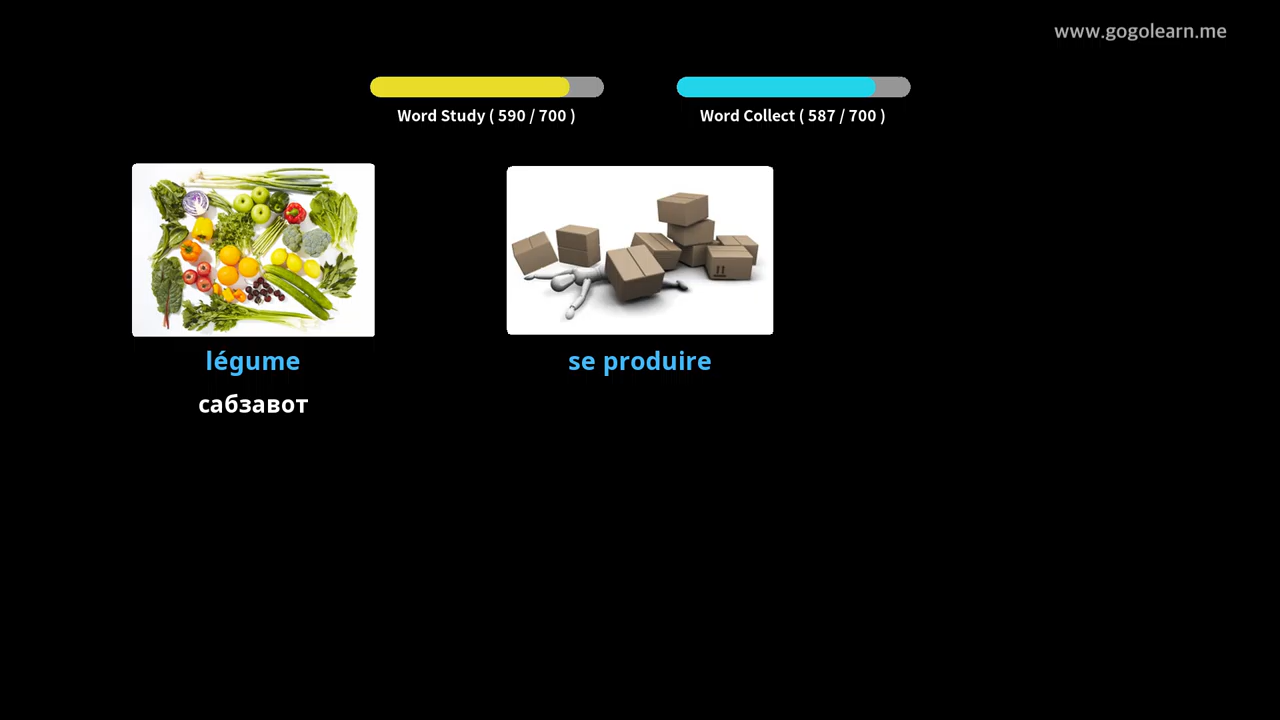 www.gogolearn.me
Word Study ( 590 / 700 )
Word Collect ( 587 / 700 )
légume
se produire
сабзавот